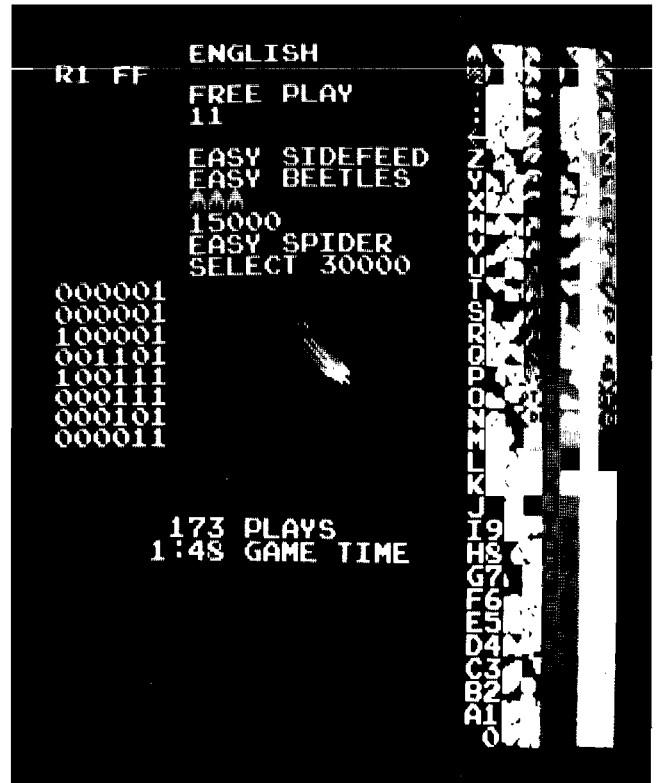 ENGLISH
R1 FF
FREE PLAY
11
EASY SIDEFEED
EASY BEETLES
15000
EASY SPIDER
SELECT 30000
000001
000001
100001
001101
100111
000111
000101
000011
173 PLAYS
1:48 GAME TIME
Z
Y
X
W
V
U
T
S
R
Q
P
O
N
M
L
K
J
I9
H8
G7
F6
E5
D4
C3
B2
A1
0